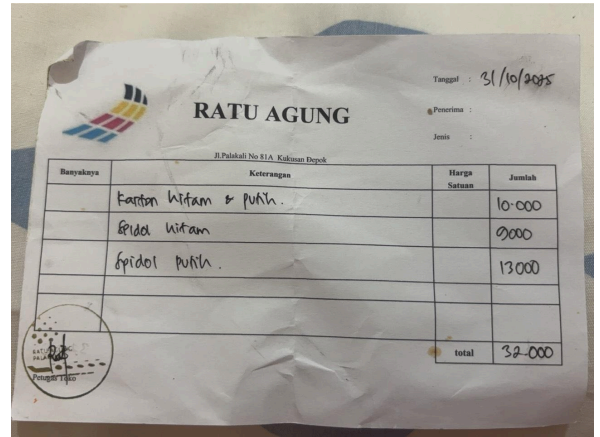 Tanggal : 31/10/2025
RATU AGUNG
Penerima :
Jenis :
Jl.Palakali No 81A Kukusan Depok
Banyaknya Keterangan Harga Satuan Jumlah
Karton hitam & putih. 10.000
Spidol hitam 9000
Spidol putih. 13000
total 32.000
Petugas Toko